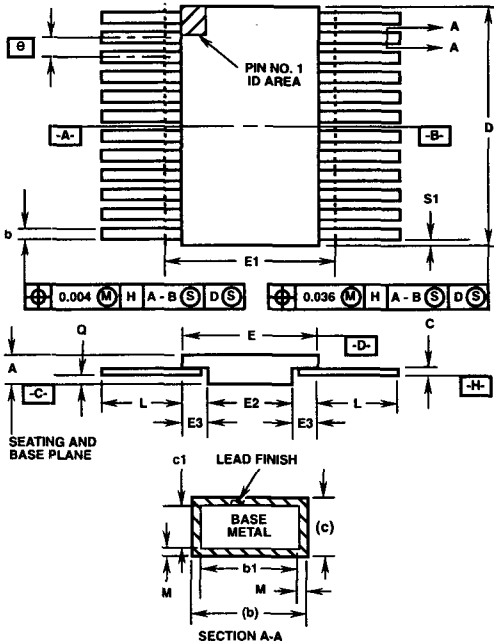 A
e
A
PIN NO. 1
ID AREA
-A-
-B-
D
S1
b
E1
0.004 M H A - B S D S
0.036 M H A - B S D S
Q
E
-D-
C
A
-C-
-H-
L
E2
L
SEATING AND
BASE PLANE
E3
E3
c1
LEAD FINISH
BASE
METAL
(c)
b1
M
M
(b)
SECTION A-A